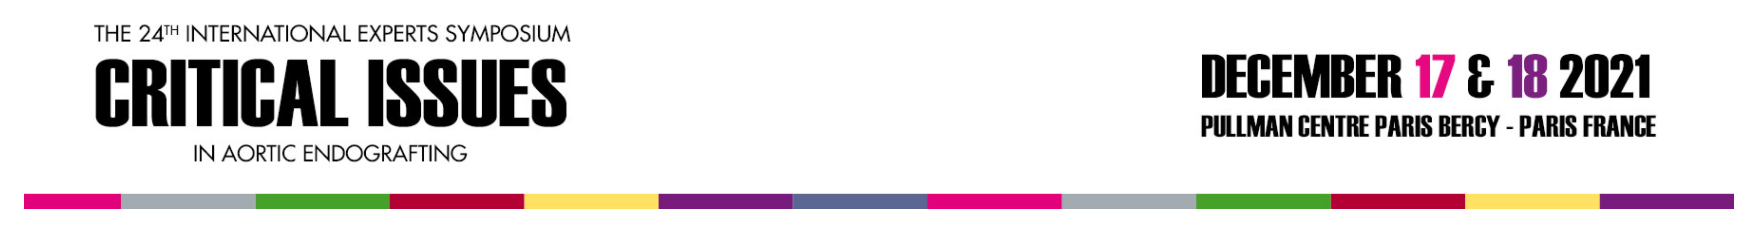 THE 24TH INTERNATIONAL EXPERTS SYMPOSIUM
CRITICAL ISSUES
IN AORTIC ENDOGRAFTING
DECEMBER 17 & 18 2021
PULLMAN CENTRE PARIS BERCY - PARIS FRANCE